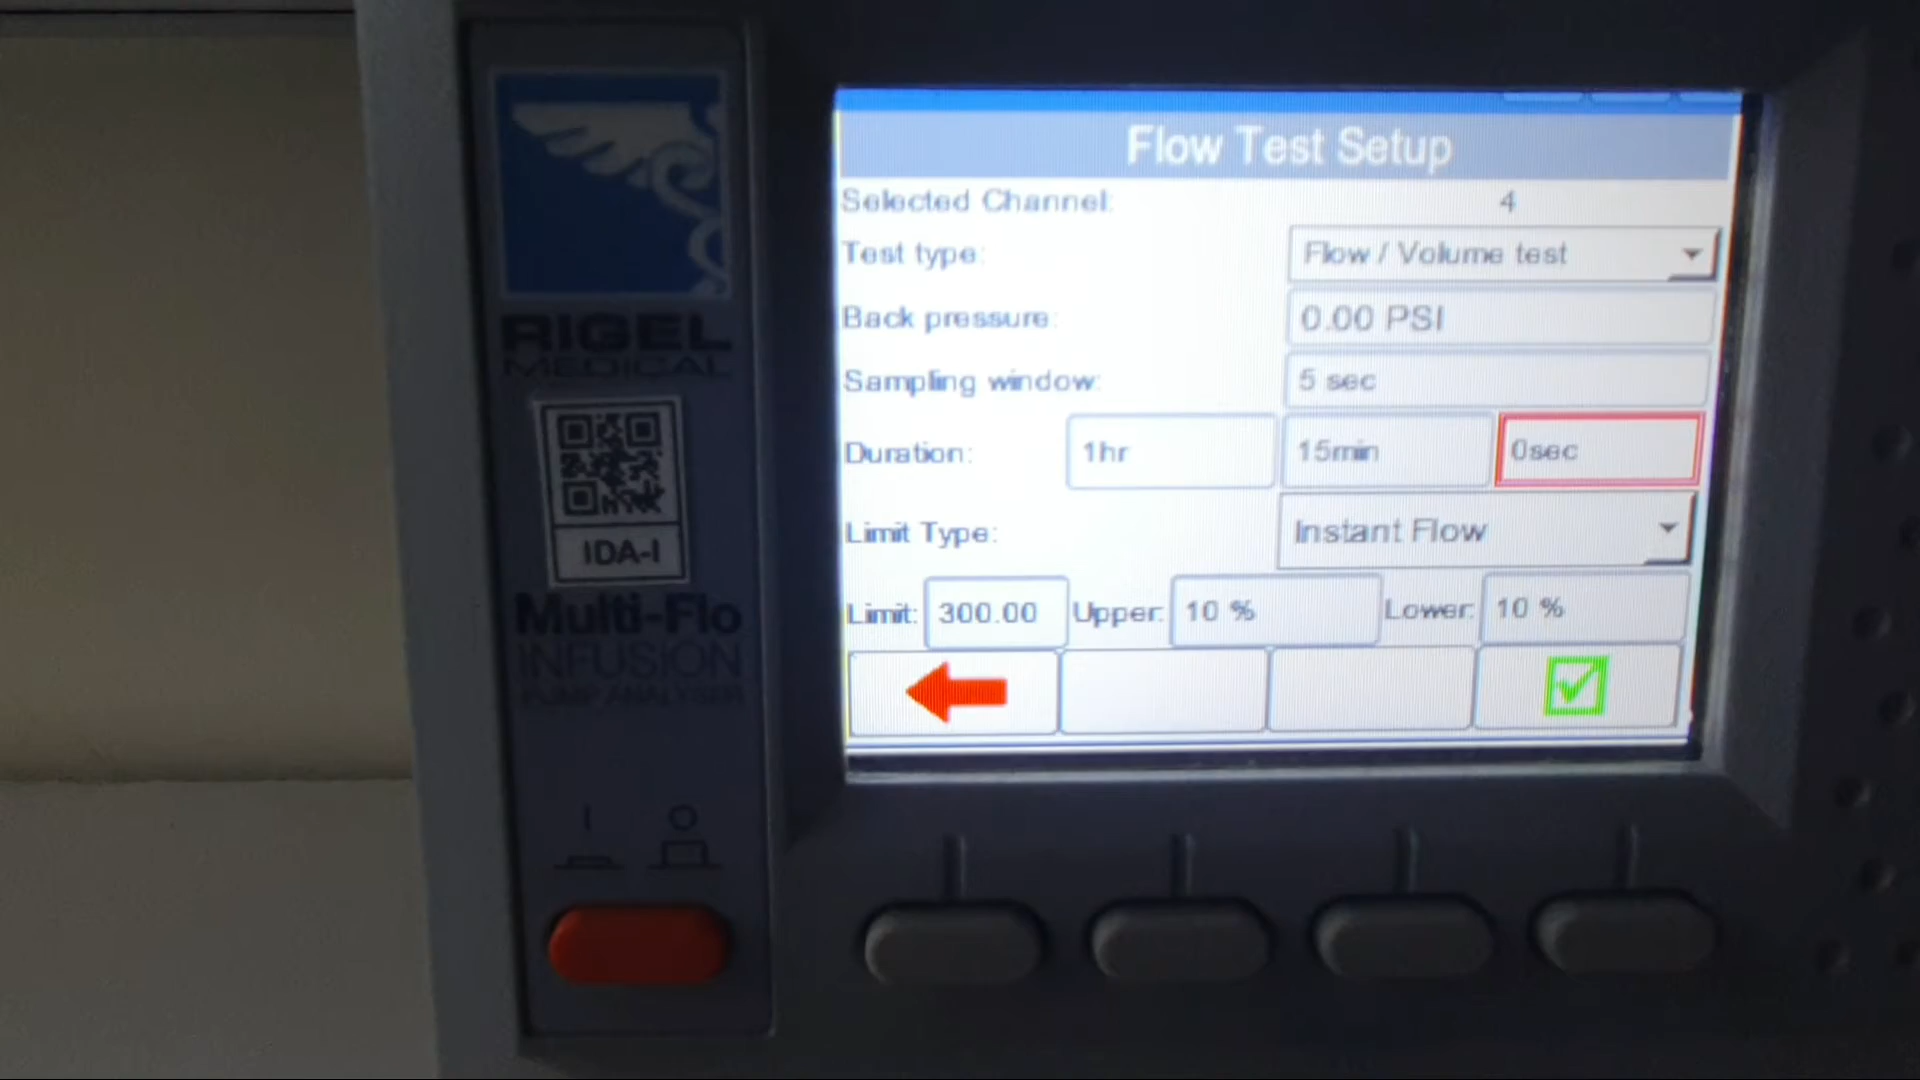 Flow Test Setup
Selected Channel: 4
Test type: Flow / Volume test
Back pressure: 0.00 PSI
Sampling window: 5 sec
Duration: 1hr 15min 0sec
Limit Type: Instant Flow
Limit: 300.00 Upper: 10 % Lower: 10 %
RIGEL
MEDICAL
IDA-I
Multi-Flo
INFUSION
PUMP ANALYSER
I O